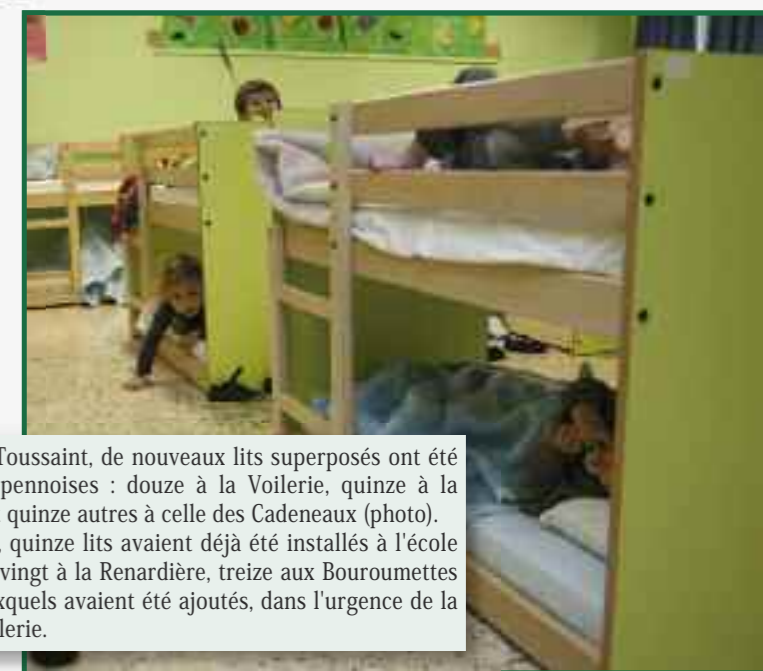 Toussaint, de nouveaux lits superposés ont été
pennoises : douze à la Voilerie, quinze à la
quinze autres à celle des Cadeneaux (photo).
, quinze lits avaient déjà été installés à l'école
vingt à la Renardière, treize aux Bouroumettes
xquels avaient été ajoutés, dans l'urgence de la
lerie.